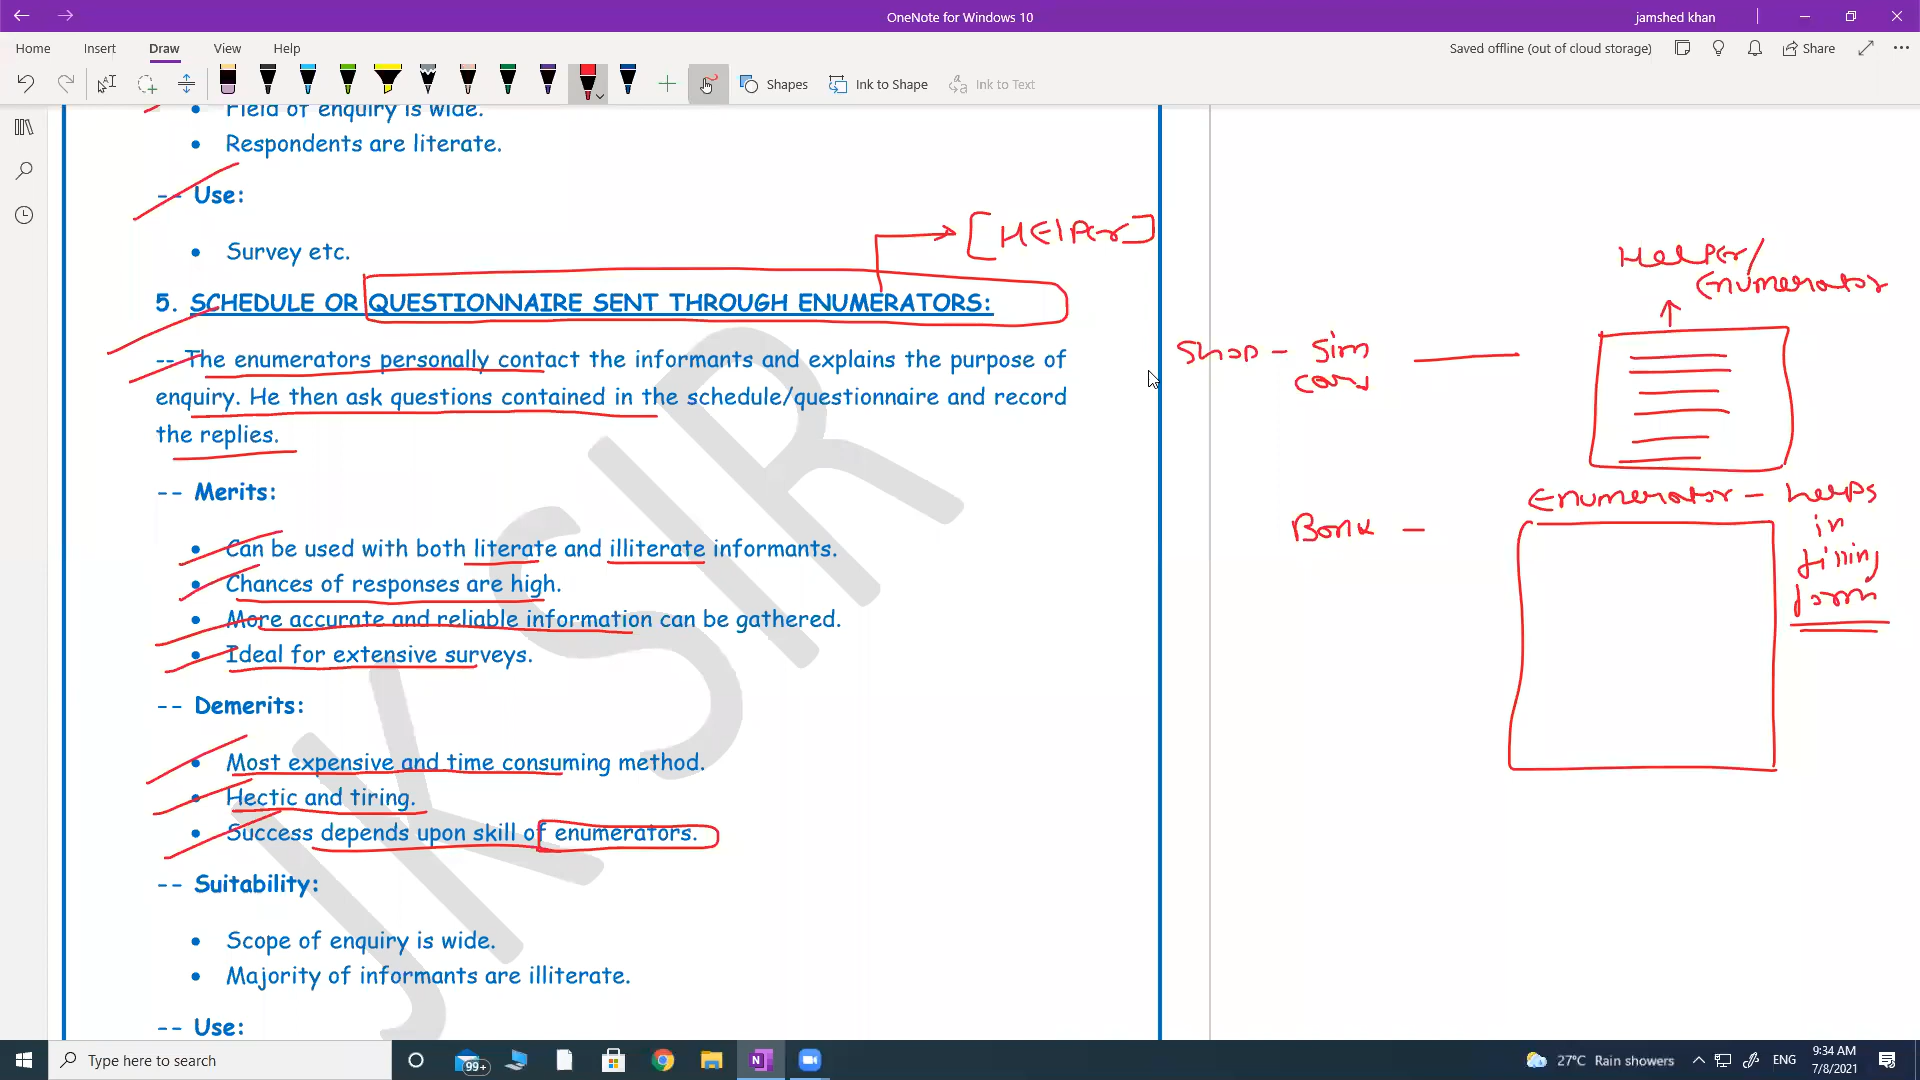 OneNote for Windows 10
jamshed khan
Home
Insert
Draw
View
Help
Saved offline (out of cloud storage)
Share
Shapes
Ink to Shape
Ink to Text
• Field of enquiry is wide.
• Respondents are literate.
-- Use:
• Survey etc.
[HElPer]
5. SCHEDULE OR QUESTIONNAIRE SENT THROUGH ENUMERATORS:
-- The enumerators personally contact the informants and explains the purpose of
enquiry. He then ask questions contained in the schedule/questionnaire and record
the replies.
-- Merits:
• Can be used with both literate and illiterate informants.
• Chances of responses are high.
• More accurate and reliable information can be gathered.
• Ideal for extensive surveys.
-- Demerits:
• Most expensive and time consuming method.
• Hectic and tiring.
• Success depends upon skill of enumerators.
-- Suitability:
• Scope of enquiry is wide.
• Majority of informants are illiterate.
-- Use:
JKSIR
Helper/
Enumerator
Shop - Sim
card
Enumerator - helps
in
filling
form
Bank -
Type here to search
99+
27°C Rain showers
ENG
9:34 AM
7/8/2021